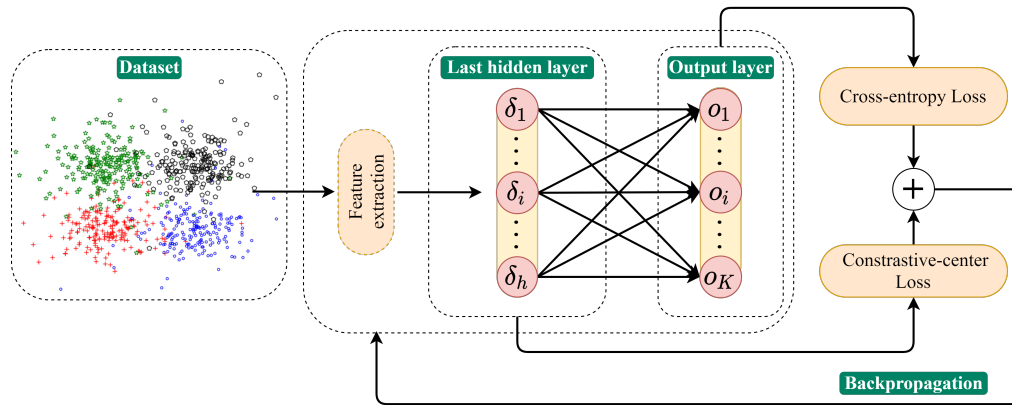 Dataset
Feature
extraction
Last hidden layer
δ1
δi
δh
Output layer
o1
oi
oK
Cross-entropy Loss
+
Constrastive-center
Loss
Backpropagation